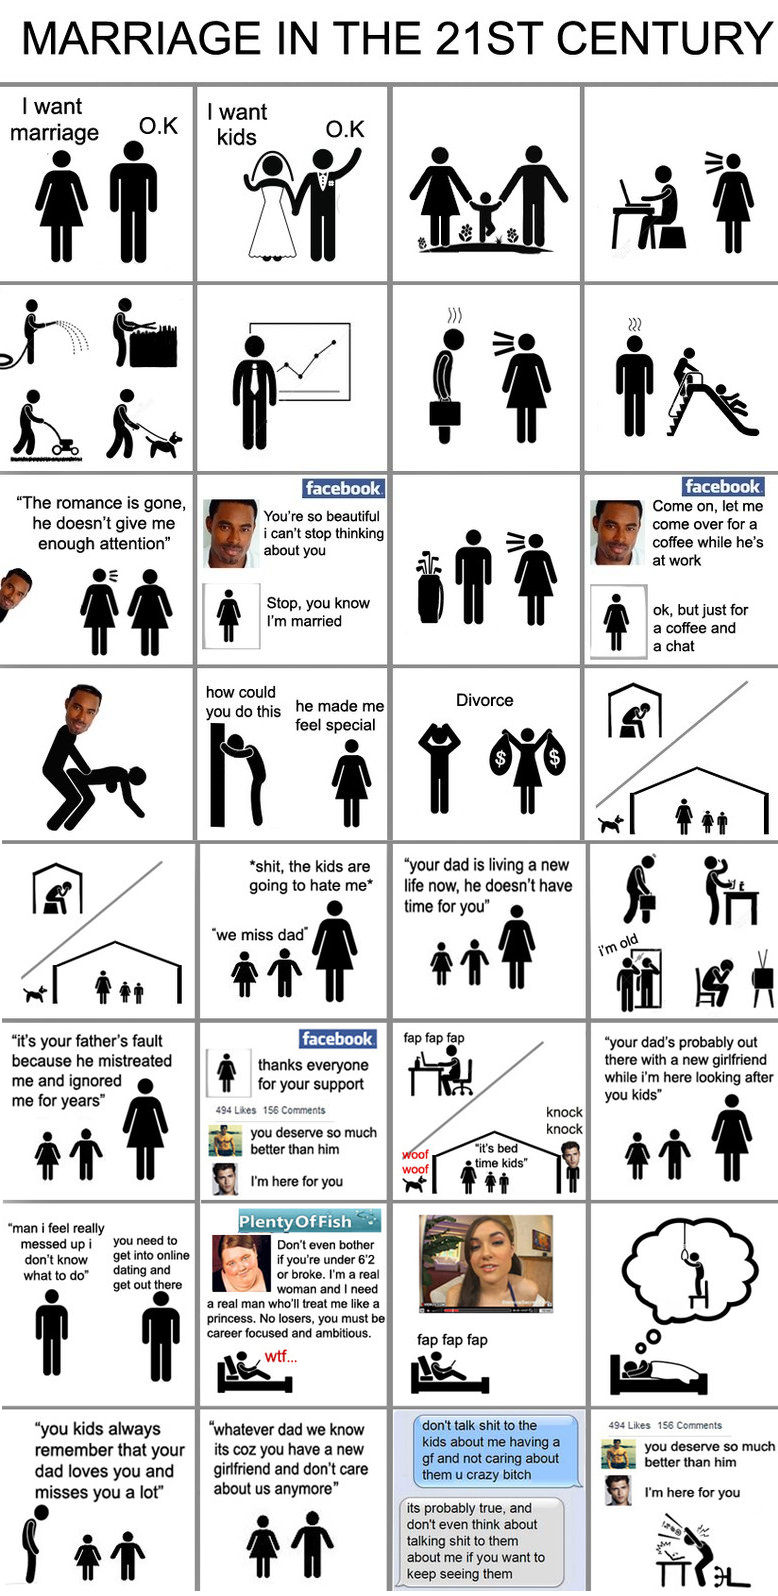 MARRIAGE IN THE 21ST CENTURY
I want
marriage
O.K
I want
kids
O.K
"The romance is gone,
he doesn't give me
enough attention"
facebook
You're so beautiful
i can't stop thinking
about you
Stop, you know
I'm married
facebook
Come on, let me
come over for a
coffee while he's
at work
ok, but just for
a coffee and
a chat
how could
you do this
he made me
feel special
Divorce
$
$
*shit, the kids are
going to hate me*
"we miss dad"
"your dad is living a new
life now, he doesn't have
time for you"
i'm old
"it's your father's fault
because he mistreated
me and ignored
me for years"
facebook
thanks everyone
for your support
494 Likes 156 Comments
you deserve so much
better than him
I'm here for you
fap fap fap
knock
knock
woof
woof
"it's bed
time kids"
"your dad's probably out
there with a new girlfriend
while i'm here looking after
you kids"
"man i feel really
messed up i
don't know
what to do"
you need to
get into online
dating and
get out there
PlentyOfFish
Don't even bother
if you're under 6'2
or broke. I'm a real
woman and I need
a real man who'll treat me like a
princess. No losers, you must be
career focused and ambitious.
wtf...
fap fap fap
"you kids always
remember that your
dad loves you and
misses you a lot"
"whatever dad we know
its coz you have a new
girlfriend and don't care
about us anymore"
don't talk shit to the
kids about me having a
gf and not caring about
them u crazy bitch
its probably true, and
don't even think about
talking shit to them
about me if you want to
keep seeing them
494 Likes 156 Comments
you deserve so much
better than him
I'm here for you